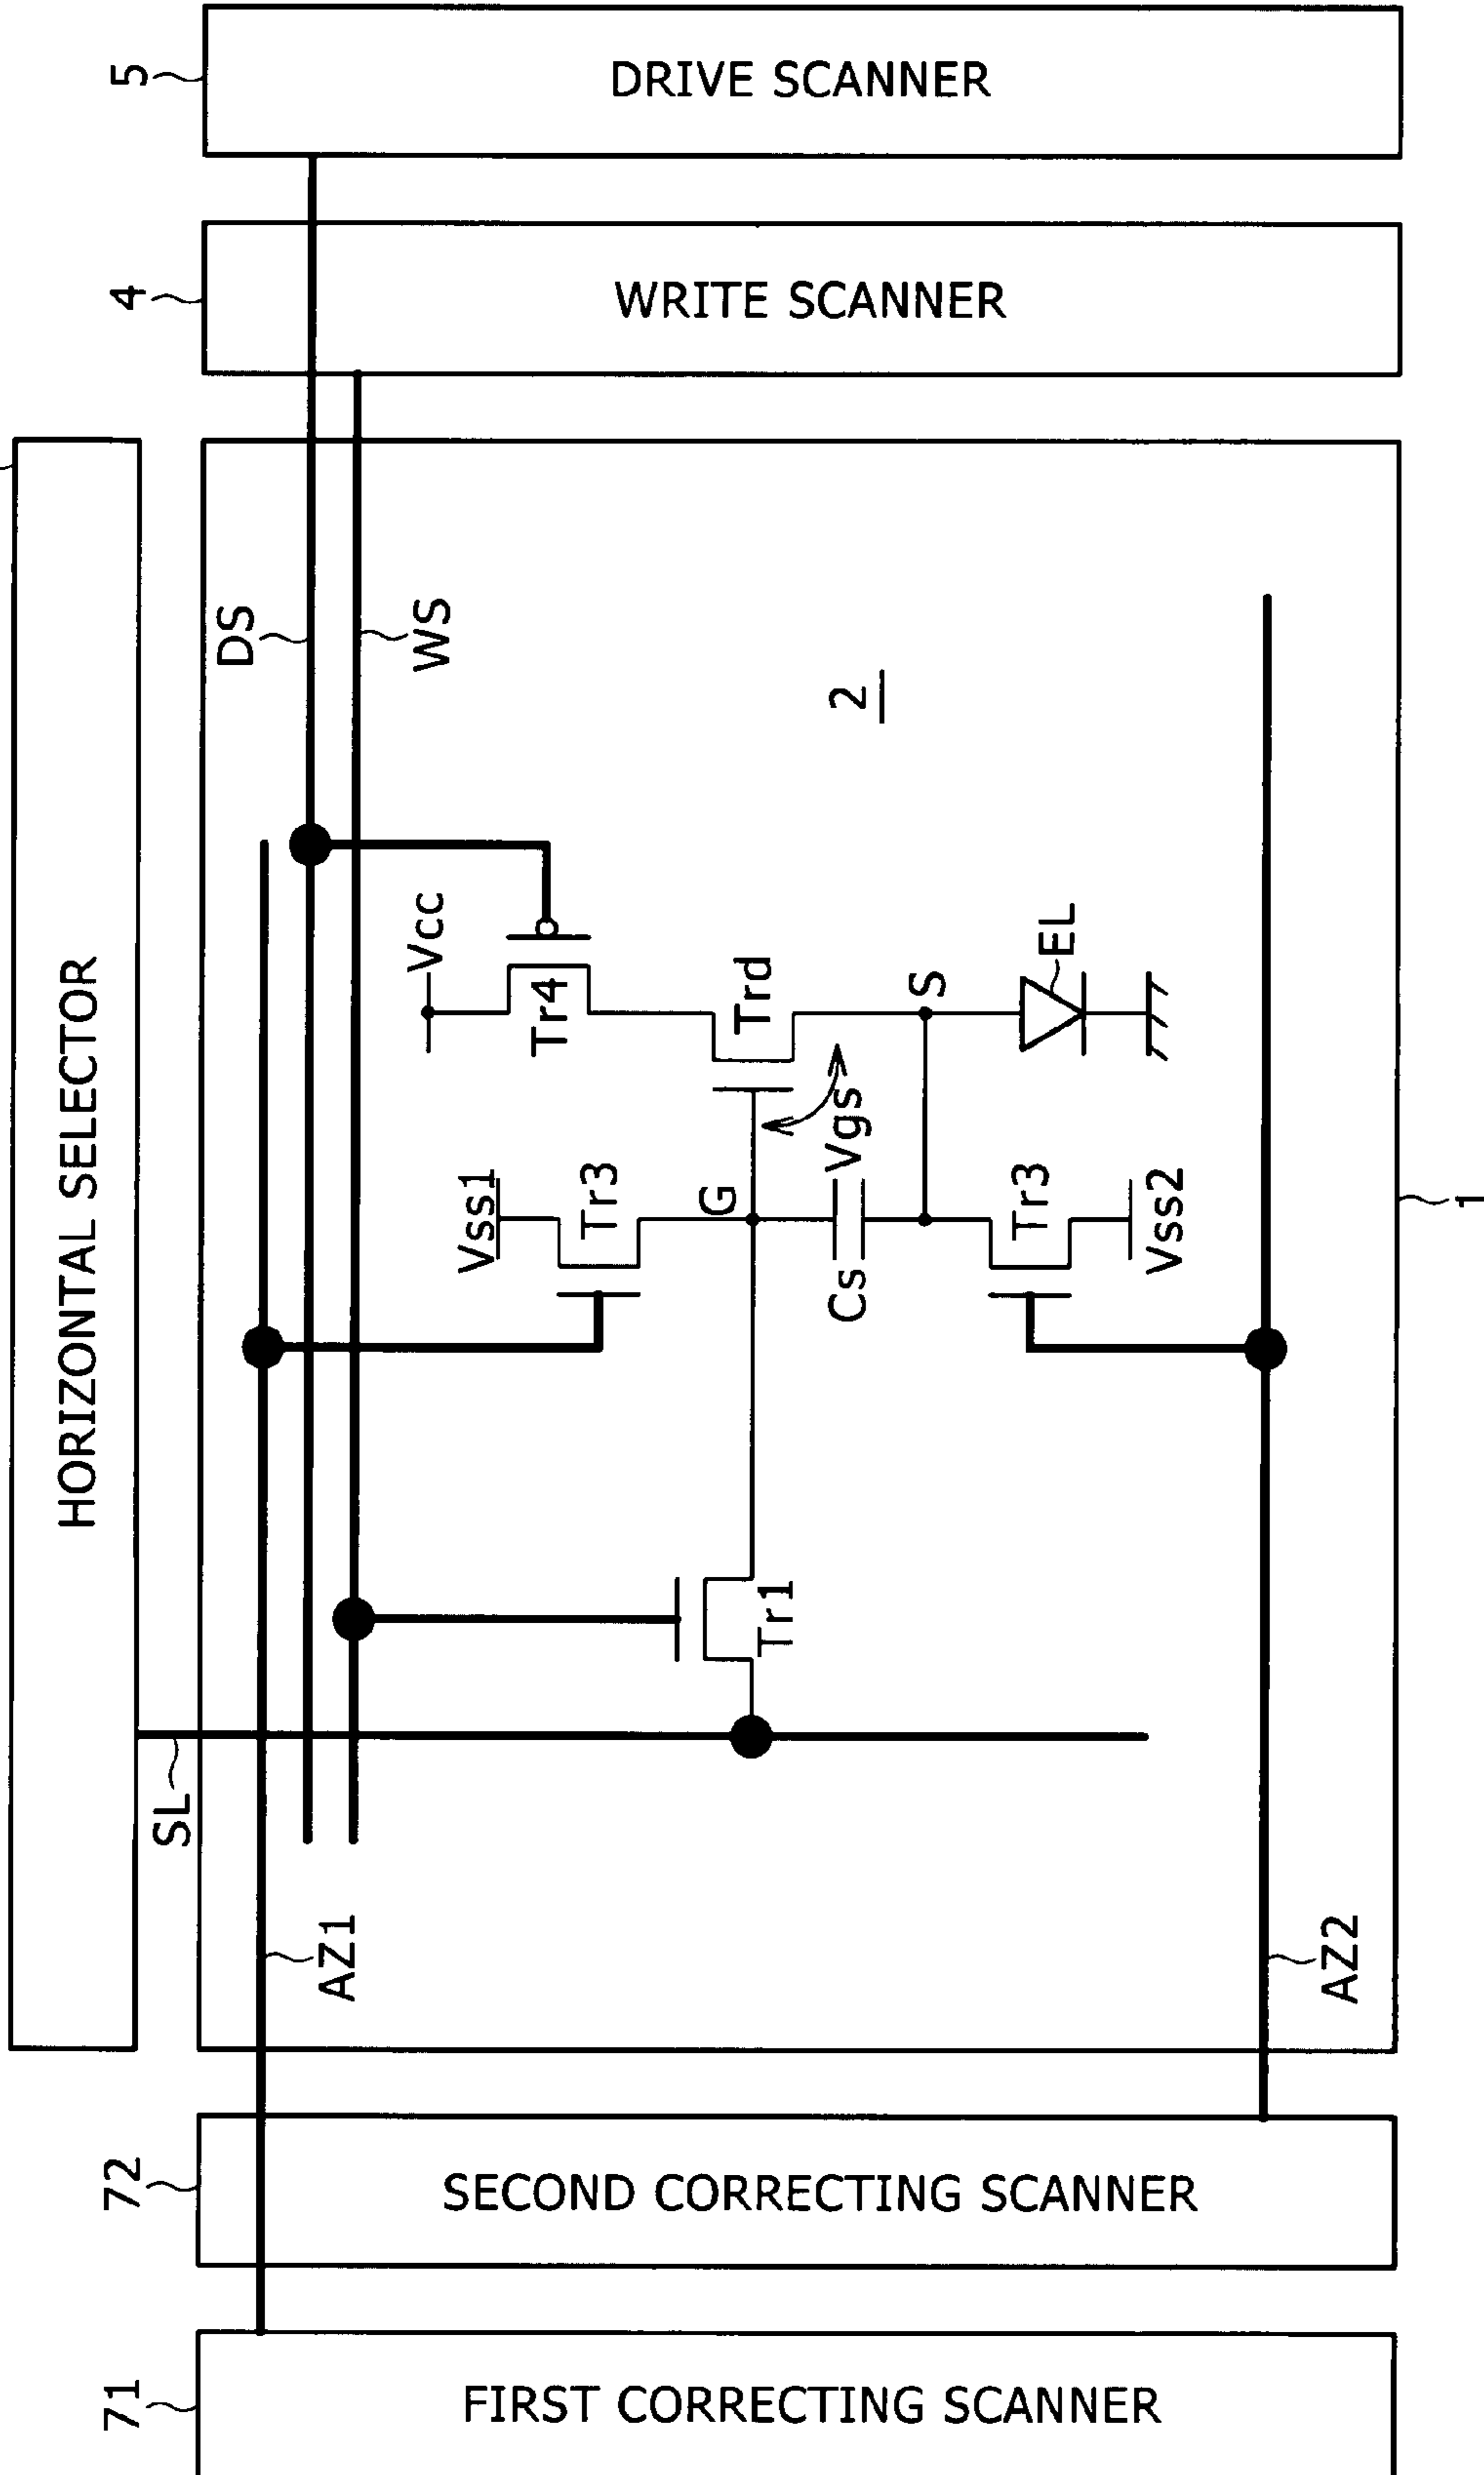 5
DRIVE SCANNER
4
WRITE SCANNER
HORIZONTAL SELECTOR
DS
WS
2
Vcc
Tr4
Trd
S
EL
Vgs
Vss1
Tr3
G
Cs
Tr3
Vss2
1
Tr1
SL
AZ1
AZ2
72
SECOND CORRECTING SCANNER
71
FIRST CORRECTING SCANNER